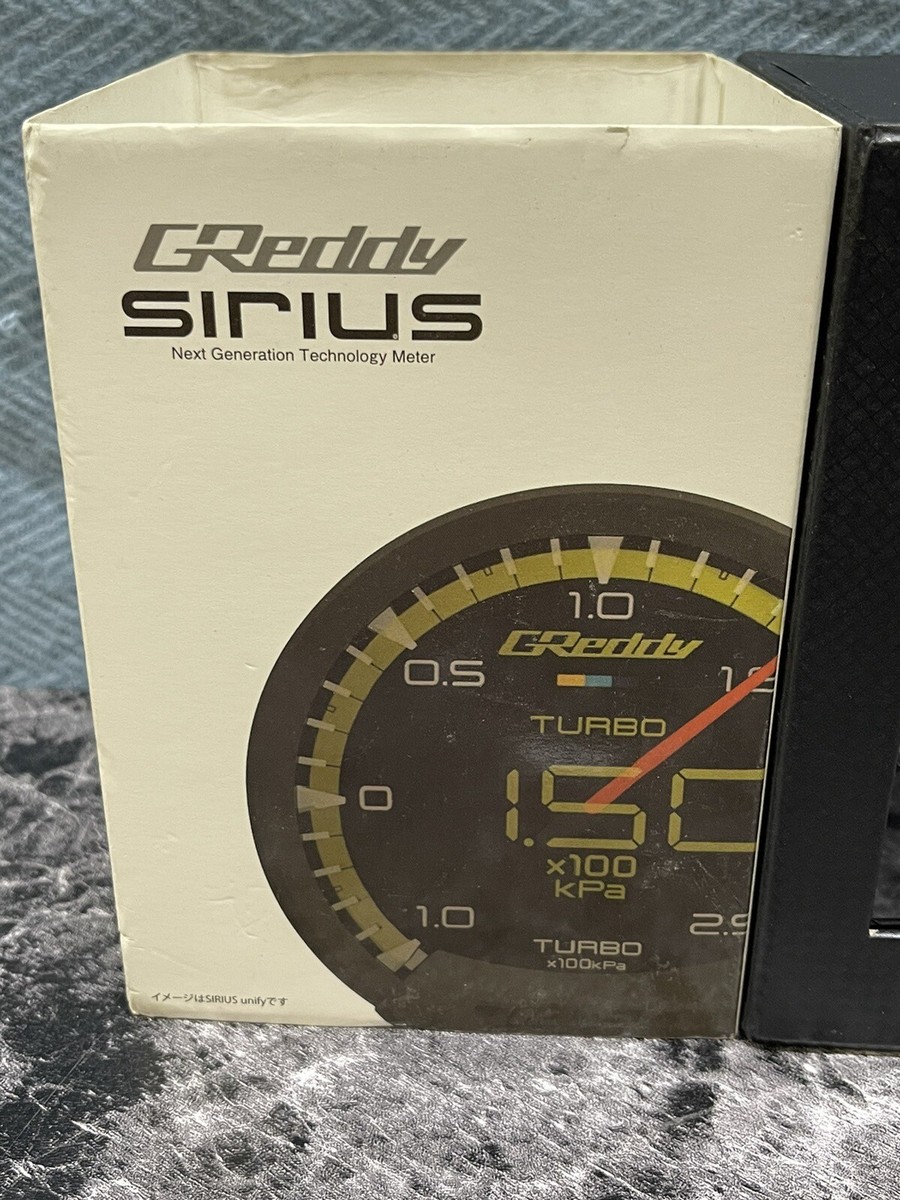 GReddy
SIRIUS
Next Generation Technology Meter
1.0
GReddy
0.5
TURBO
0
1.50
x100
kPa
1.0
TURBO
x100kPa
イメージはSIRIUS unifyです